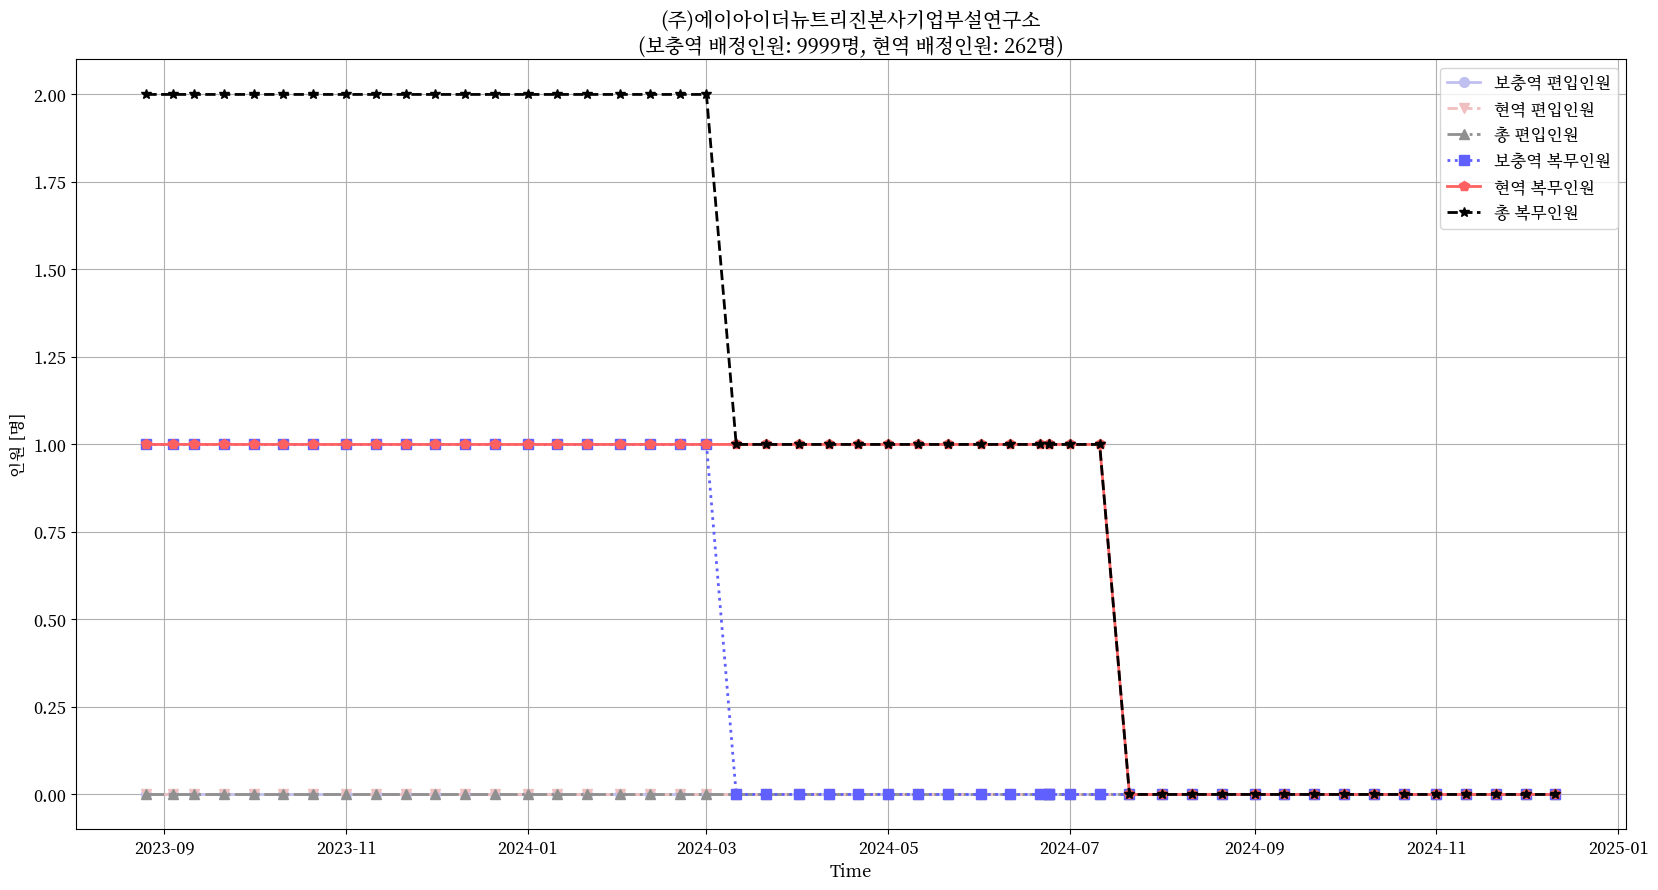 (주)에이아이더뉴트리진본사기업부설연구소
(보충역 배정인원: 9999명, 현역 배정인원: 262명)
보충역 편입인원
현역 편입인원
총 편입인원
보충역 복무인원
현역 복무인원
총 복무인원
인원 [명]
2.00
1.75
1.50
1.25
1.00
0.75
0.50
0.25
0.00
2023-09 2023-11 2024-01 2024-03 2024-05 2024-07 2024-09 2024-11 2025-01
Time